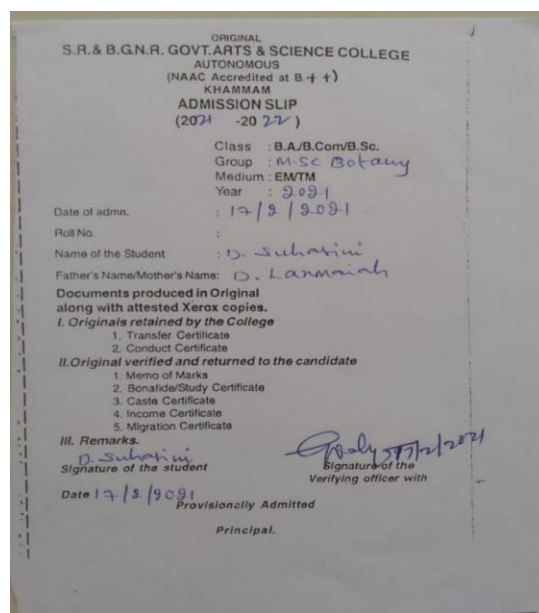 ORIGINAL
S.R.& B.G.N.R. GOVT.ARTS & SCIENCE COLLEGE
AUTONOMOUS
(NAAC Accredited at B++)
KHAMMAM
ADMISSION SLIP
(2021 -2022)
Class : B.A./B.Com/B.Sc.
Group : M.SC Botany
Medium : EM/TM
Year : 2021
Date of admn. : 17/2/2021
Roll No. :
Name of the Student : D. Suhasini
Father's Name/Mother's Name: D. Laxmaiah
Documents produced in Original
along with attested Xerox copies.
I. Originals retained by the College
1. Transfer Certificate
2. Conduct Certificate
II.Original verified and returned to the candidate
1. Memo of Marks
2. Bonafide/Study Certificate
3. Caste Certificate
4. Income Certificate
5. Migration Certificate
III. Remarks.
D. Suhasini
Signature of the student
Signature of the
Verifying officer with
Date 17/2/2021
Provisionally Admitted
Principal.